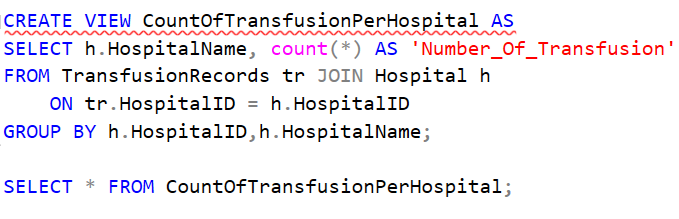 CREATE VIEW CountOfTransfusionPerHospital AS
SELECT h.HospitalName, count(*) AS 'Number_Of_Transfusion'
FROM TransfusionRecords tr JOIN Hospital h
    ON tr.HospitalID = h.HospitalID
GROUP BY h.HospitalID,h.HospitalName;

SELECT * FROM CountOfTransfusionPerHospital;